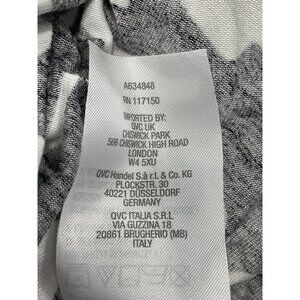 A634848
RN 117150
IMPORTED BY:
QVC UK
CHISWICK PARK
566 CHISWICK HIGH ROAD
LONDON
W4 5XU
QVC Handel S.à r.l. & Co. KG
PLOCKSTR. 30
40221 DÜSSELDORF
GERMANY
QVC ITALIA S.R.L
VIA GUZZINA 18
20861 BRUGHERIO (MB)
ITALY